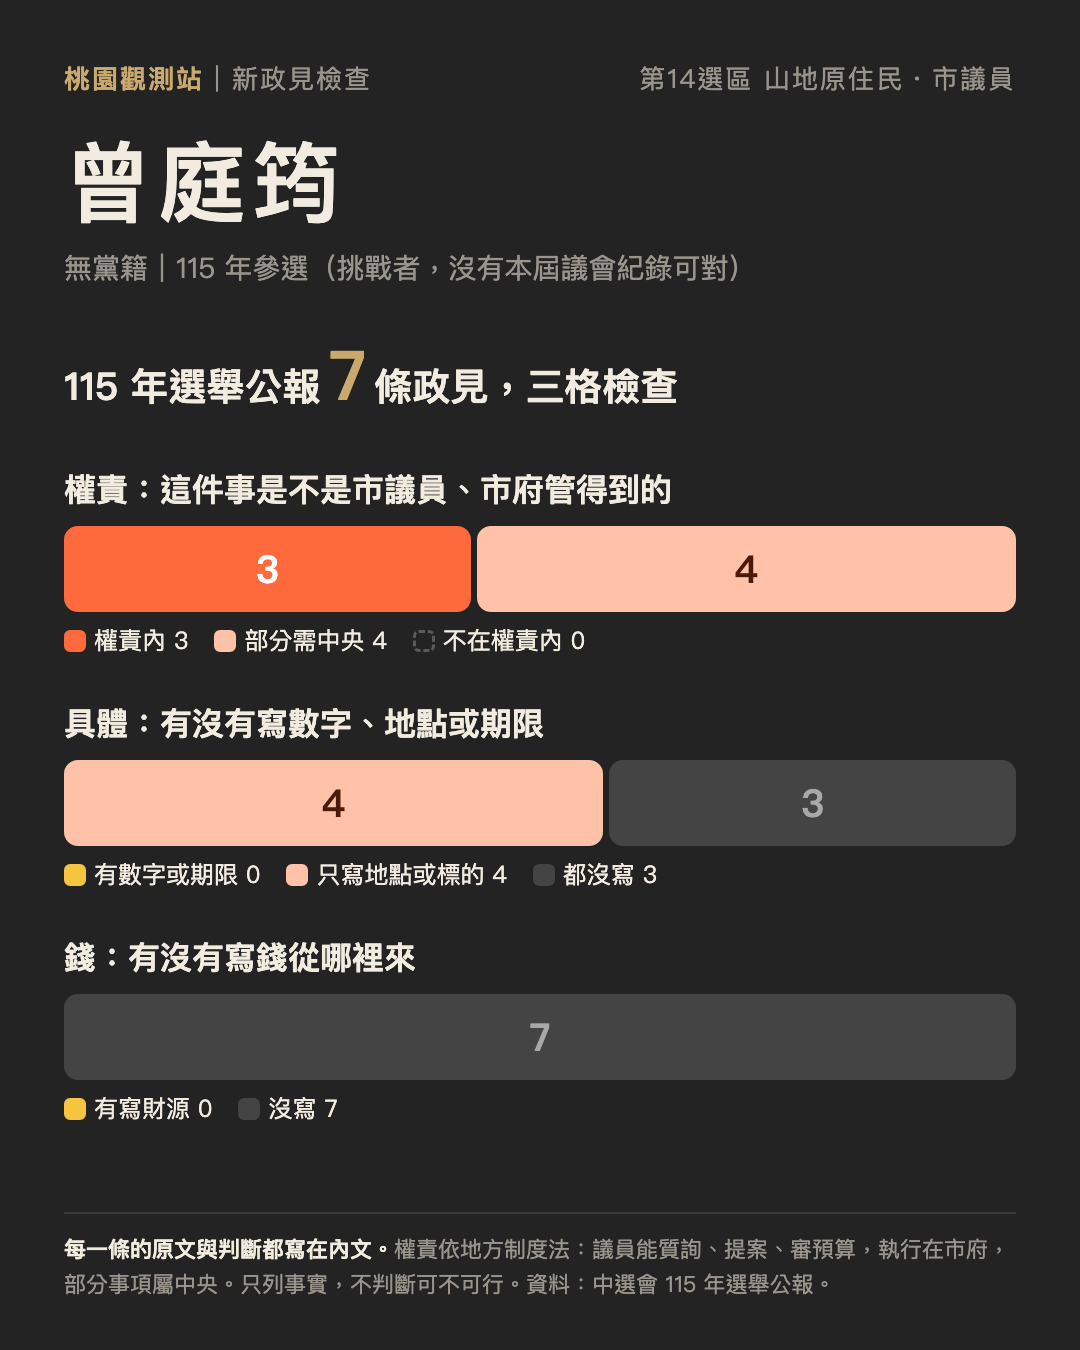 桃園觀測站｜新政見檢查
第14選區 山地原住民・市議員
曾庭筠
無黨籍｜115 年參選（挑戰者，沒有本屆議會紀錄可對）
115 年選舉公報 7 條政見，三格檢查
權責：這件事是不是市議員、市府管得到的
3
4
權責內 3 部分需中央 4 不在權責內 0
具體：有沒有寫數字、地點或期限
4
3
有數字或期限 0 只寫地點或標的 4 都沒寫 3
錢：有沒有寫錢從哪裡來
7
有寫財源 0 沒寫 7
每一條的原文與判斷都寫在內文。權責依地方制度法：議員能質詢、提案、審預算，執行在市府，
部分事項屬中央。只列事實，不判斷可不可行。資料：中選會 115 年選舉公報。